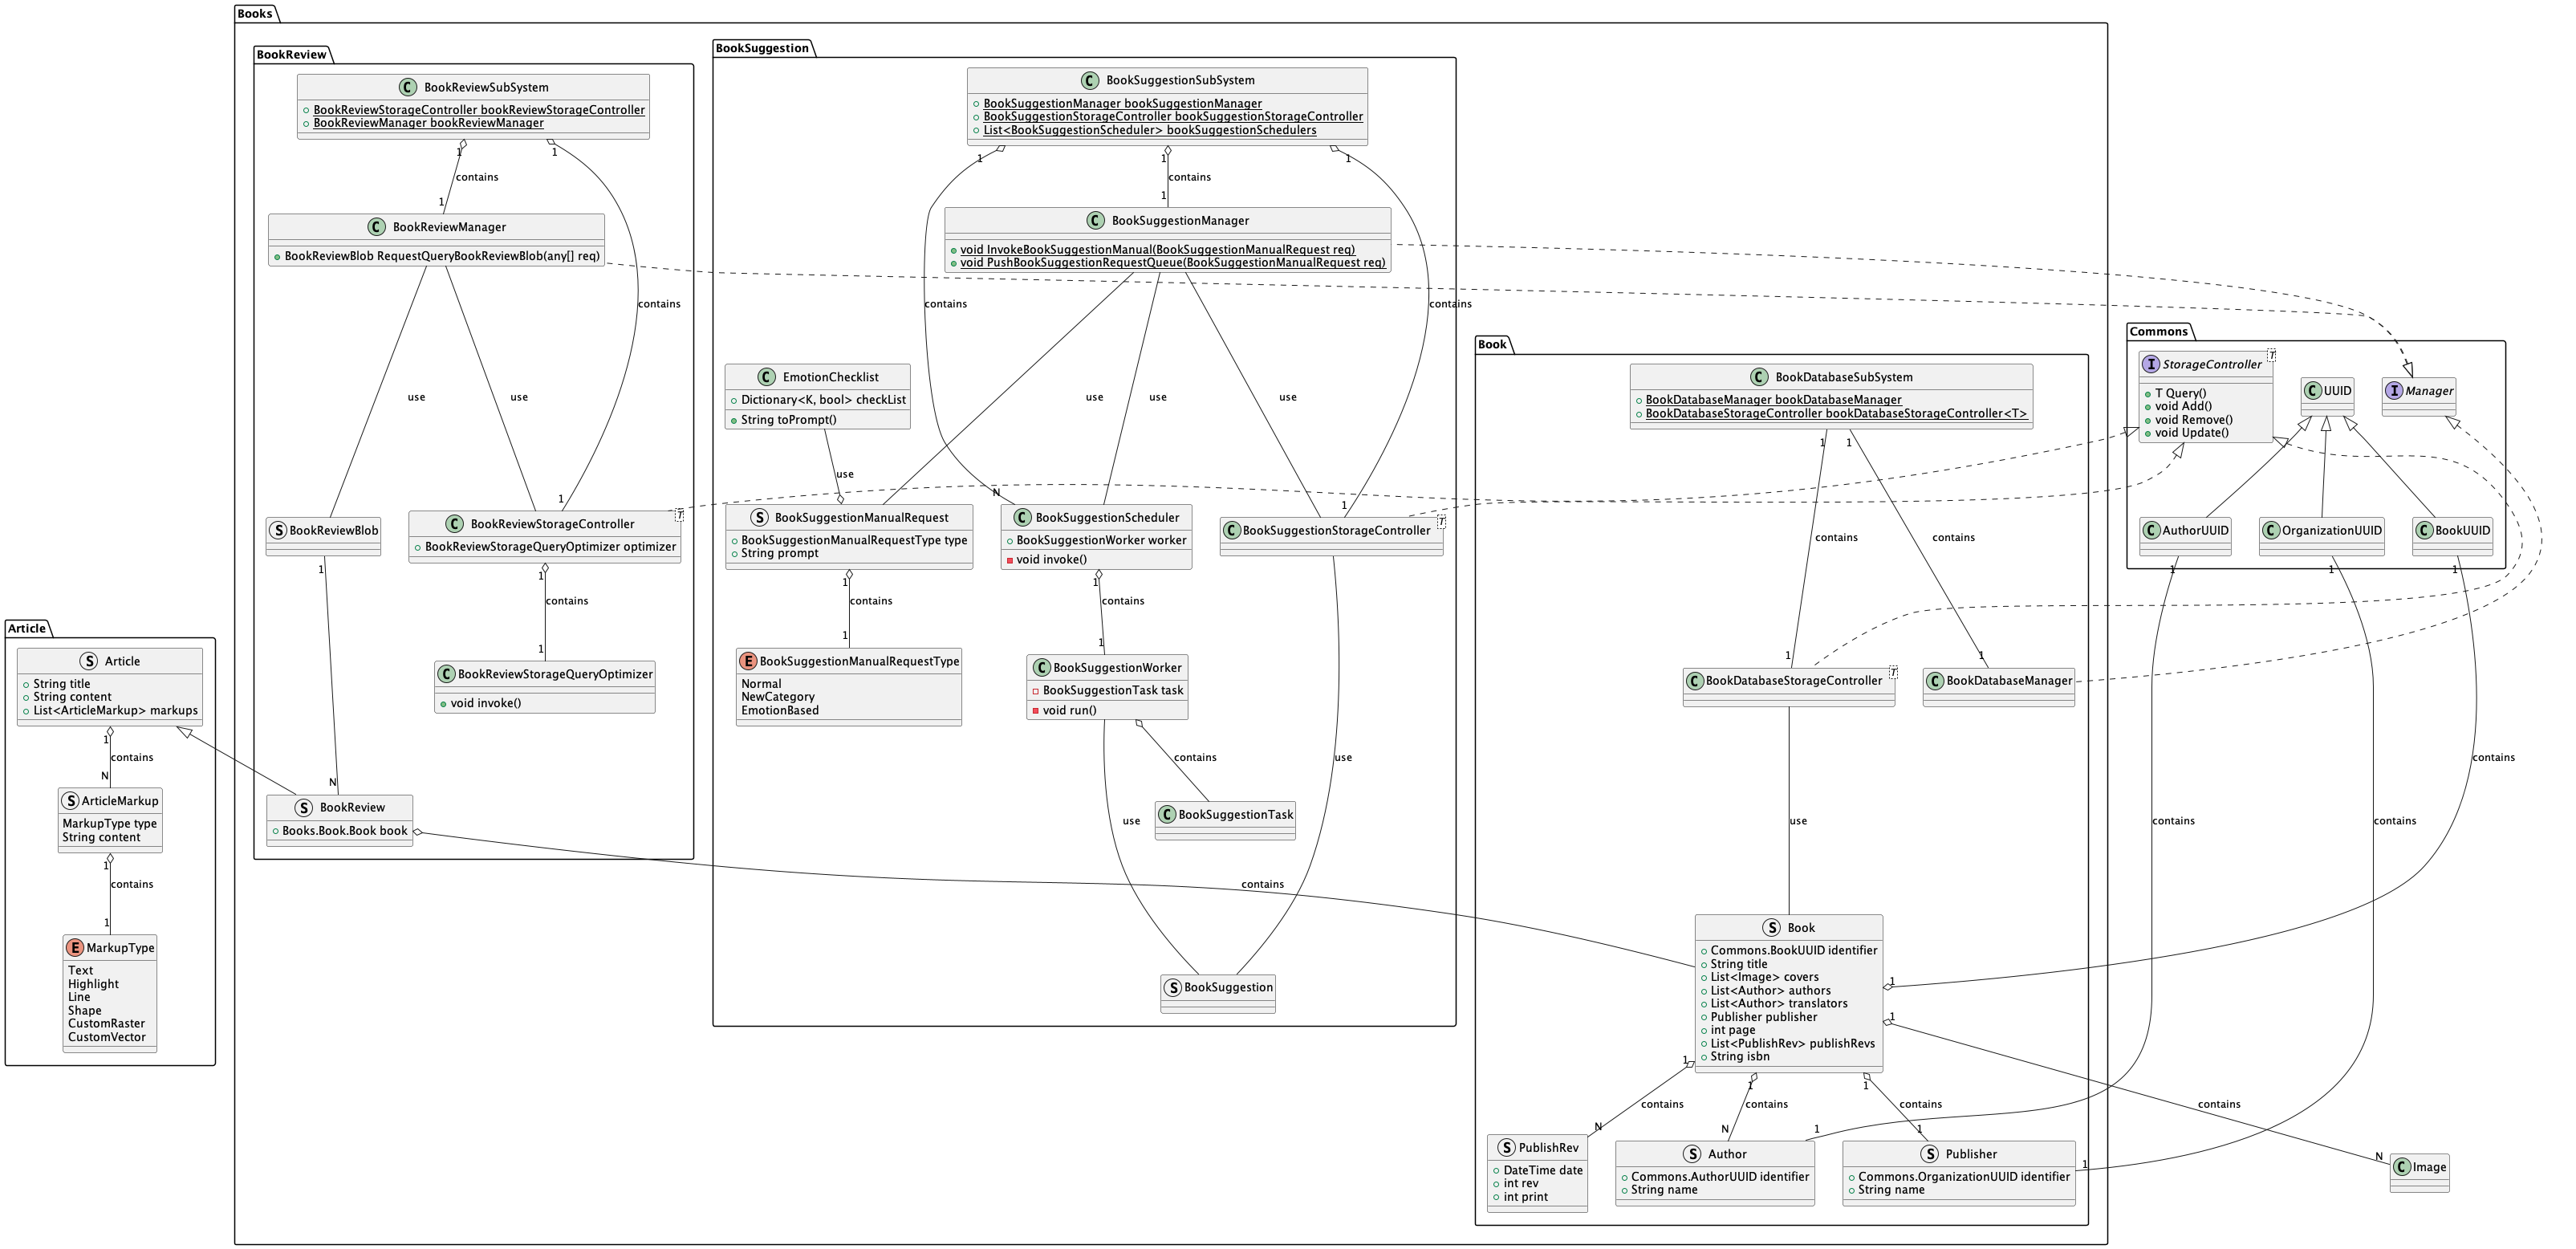 Books
BookReview
C BookReviewSubSystem
BookReviewStorageController bookReviewStorageController
BookReviewManager bookReviewManager
1
1
contains
1
C BookReviewManager
BookReviewBlob RequestQueryBookReviewBlob(any[] req)
contains
use
use
1
S BookReviewBlob
C BookReviewStorageController
T
BookReviewStorageQueryOptimizer optimizer
1
1
contains
1
C BookReviewStorageQueryOptimizer
void invoke()
N
S BookReview
Books.Book.Book book
contains
BookSuggestion
C BookSuggestionSubSystem
BookSuggestionManager bookSuggestionManager
BookSuggestionStorageController bookSuggestionStorageController
List<BookSuggestionScheduler> bookSuggestionSchedulers
1
1
1
contains
1
C BookSuggestionManager
void InvokeBookSuggestionManual(BookSuggestionManualRequest req)
void PushBookSuggestionRequestQueue(BookSuggestionManualRequest req)
contains
contains
C EmotionChecklist
Dictionary<K, bool> checkList
String toPrompt()
use
use
use
use
N
1
S BookSuggestionManualRequest
BookSuggestionManualRequestType type
String prompt
C BookSuggestionScheduler
BookSuggestionWorker worker
void invoke()
C BookSuggestionStorageController
T
1
contains
1
1
contains
1
E BookSuggestionManualRequestType
Normal
NewCategory
EmotionBased
C BookSuggestionWorker
BookSuggestionTask task
void run()
contains
use
C BookSuggestionTask
use
S BookSuggestion
Book
C BookDatabaseSubSystem
BookDatabaseManager bookDatabaseManager
BookDatabaseStorageController bookDatabaseStorageController<T>
1
1
contains
contains
1
1
C BookDatabaseStorageController
T
C BookDatabaseManager
use
S Book
Commons.BookUUID identifier
String title
List<Image> covers
List<Author> authors
List<Author> translators
Publisher publisher
int page
List<PublishRev> publishRevs
String isbn
1
1
1
1
1
contains
contains
contains
N
N
1
1
1
S PublishRev
DateTime date
int rev
int print
S Author
Commons.AuthorUUID identifier
String name
S Publisher
Commons.OrganizationUUID identifier
String name
Commons
I StorageController
T
T Query()
void Add()
void Remove()
void Update()
C UUID
I Manager
C AuthorUUID
C OrganizationUUID
C BookUUID
1
1
1
contains
contains
contains
contains
N
C Image
Article
S Article
String title
String content
List<ArticleMarkup> markups
1
contains
N
S ArticleMarkup
MarkupType type
String content
1
contains
1
E MarkupType
Text
Highlight
Line
Shape
CustomRaster
CustomVector